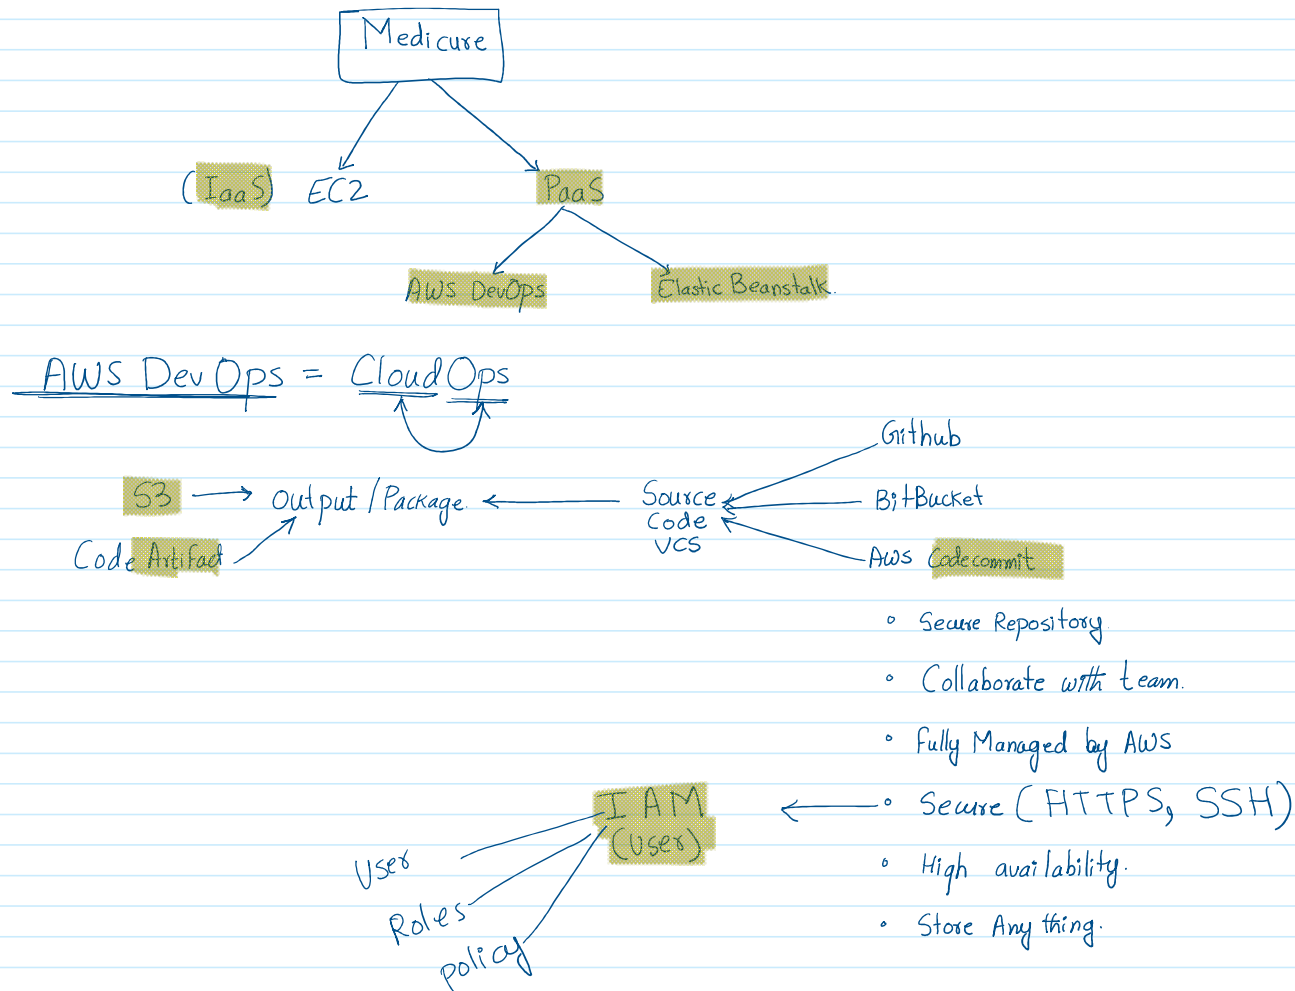 Medicure
(IaaS) EC2 PaaS
AWS DevOps Elastic Beanstalk.
AWS DevOps = CloudOps
Github
S3 Output / Package. Source BitBucket
Code
VCS
Code Artifact AWS Codecommit
• Secure Repository.
• Collaborate with team.
• Fully Managed by AWS
IAM • Secure (HTTPS, SSH)
(User)
User • High availability.
Roles • Store Any thing.
policy